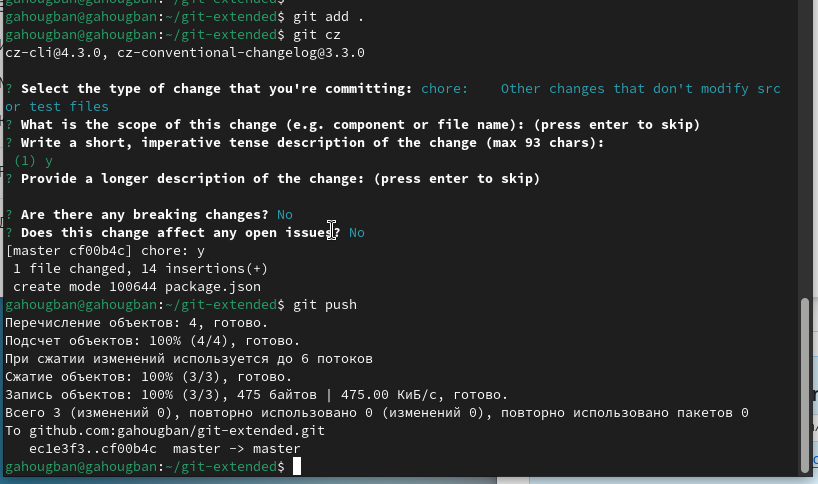 gahougban@gahougban:~/git-extended$ git add .
gahougban@gahougban:~/git-extended$ git cz
cz-cli@4.3.0, cz-conventional-changelog@3.3.0
? Select the type of change that you're committing: chore:    Other changes that don't modify src
or test files
? What is the scope of this change (e.g. component or file name): (press enter to skip)
? Write a short, imperative tense description of the change (max 93 chars):
(1) y
? Provide a longer description of the change: (press enter to skip)
? Are there any breaking changes? No
? Does this change affect any open issues? No
[master cf00b4c] chore: y
1 file changed, 14 insertions(+)
create mode 100644 package.json
gahougban@gahougban:~/git-extended$ git push
Перечисление объектов: 4, готово.
Подсчет объектов: 100% (4/4), готово.
При сжатии изменений используется до 6 потоков
Сжатие объектов: 100% (3/3), готово.
Запись объектов: 100% (3/3), 475 байтов | 475.00 КиБ/с, готово.
Всего 3 (изменений 0), повторно использовано 0 (изменений 0), повторно использовано пакетов 0
To github.com:gahougban/git-extended.git
ec1e3f3..cf00b4c  master -> master
gahougban@gahougban:~/git-extended$